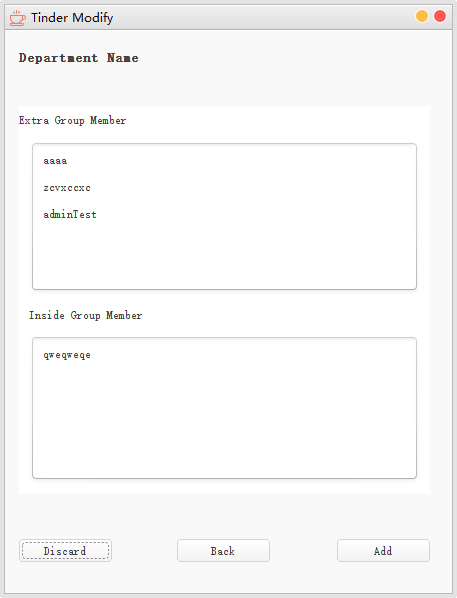 Tinder Modify
Department Name
Extra Group Member
aaaa
zcvxccxc
adminTest
Inside Group Member
qweqweqe
Discard
Back
Add